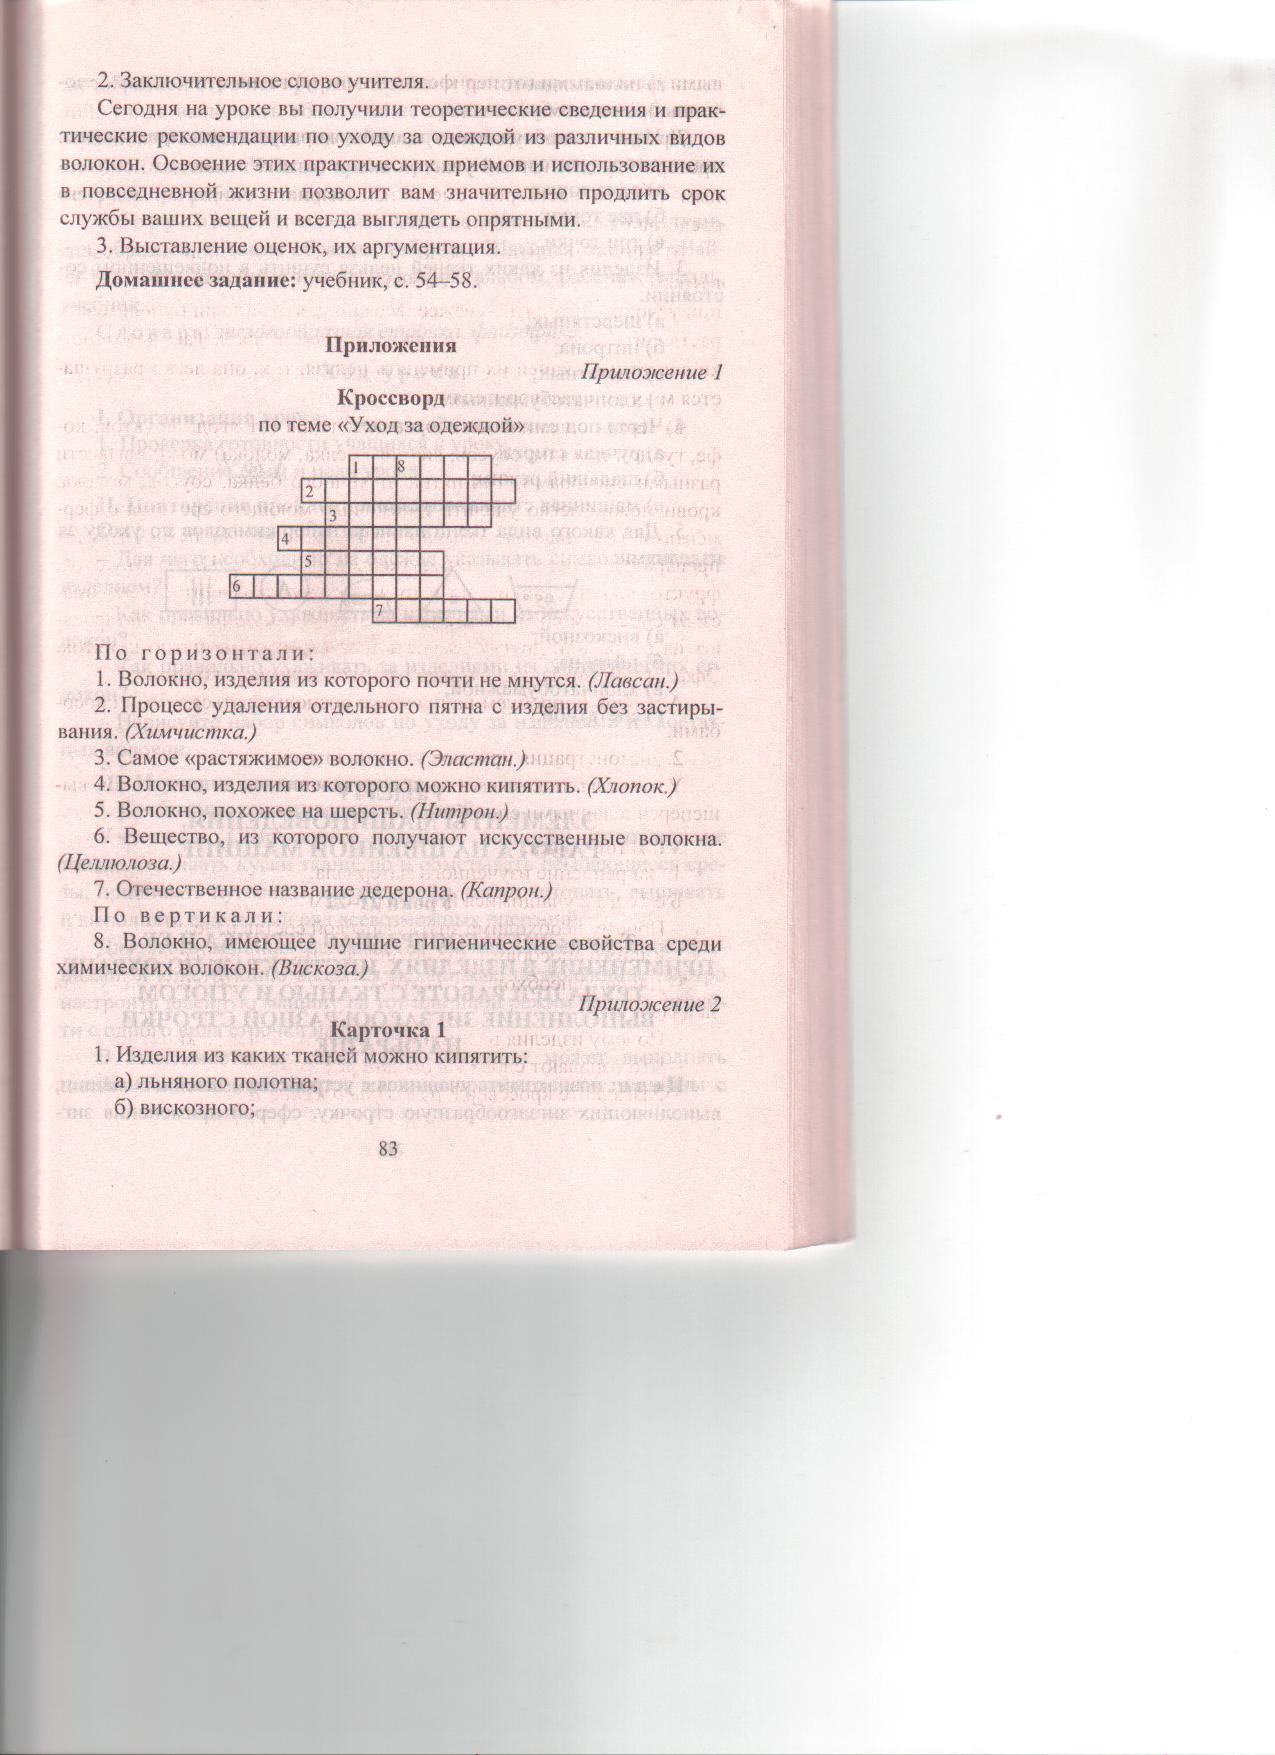 2. Заключительное слово учителя.
Сегодня на уроке вы получили теоретические сведения и прак-
тические рекомендации по уходу за одеждой из различных видов
волокон. Освоение этих практических приемов и использование их
в повседневной жизни позволит вам значительно продлить срок
службы ваших вещей и всегда выглядеть опрятными.
3. Выставление оценок, их аргументация.
Домашнее задание: учебник, с. 54–58.
Приложения
Приложение 1
Кроссворд
по теме «Уход за одеждой»
1 8
2
3
4
5
6
7
По горизонтали:
1. Волокно, изделия из которого почти не мнутся. (Лавсан.)
2. Процесс удаления отдельного пятна с изделия без застиры-
вания. (Химчистка.)
3. Самое «растяжимое» волокно. (Эластан.)
4. Волокно, изделия из которого можно кипятить. (Хлопок.)
5. Волокно, похожее на шерсть. (Нитрон.)
6. Вещество, из которого получают искусственные волокна.
(Целлюлоза.)
7. Отечественное название дедерона. (Капрон.)
По вертикали:
8. Волокно, имеющее лучшие гигиенические свойства среди
химических волокон. (Вискоза.)
Приложение 2
Карточка 1
1. Изделия из каких тканей можно кипятить:
а) льняного полотна;
б) вискозного;
83